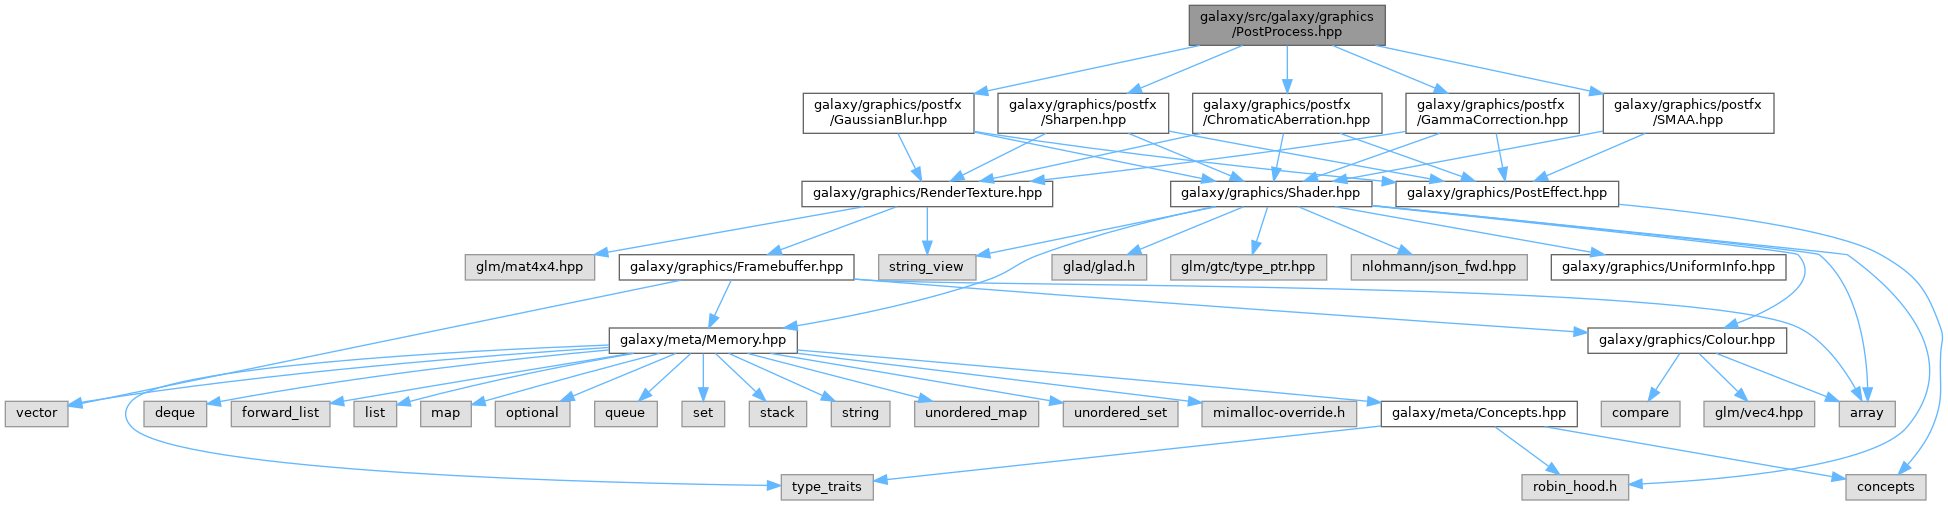 galaxy/src/galaxy/graphics
/PostProcess.hpp
galaxy/graphics/postfx
/GaussianBlur.hpp
galaxy/graphics/postfx
/Sharpen.hpp
galaxy/graphics/postfx
/ChromaticAberration.hpp
galaxy/graphics/postfx
/GammaCorrection.hpp
galaxy/graphics/postfx
/SMAA.hpp
galaxy/graphics/RenderTexture.hpp
galaxy/graphics/Shader.hpp
galaxy/graphics/PostEffect.hpp
glm/mat4x4.hpp
galaxy/graphics/Framebuffer.hpp
string_view
glad/glad.h
glm/gtc/type_ptr.hpp
nlohmann/json_fwd.hpp
galaxy/graphics/UniformInfo.hpp
galaxy/meta/Memory.hpp
galaxy/graphics/Colour.hpp
vector
deque
forward_list
list
map
optional
queue
set
stack
string
unordered_map
unordered_set
mimalloc-override.h
galaxy/meta/Concepts.hpp
compare
glm/vec4.hpp
array
type_traits
robin_hood.h
concepts